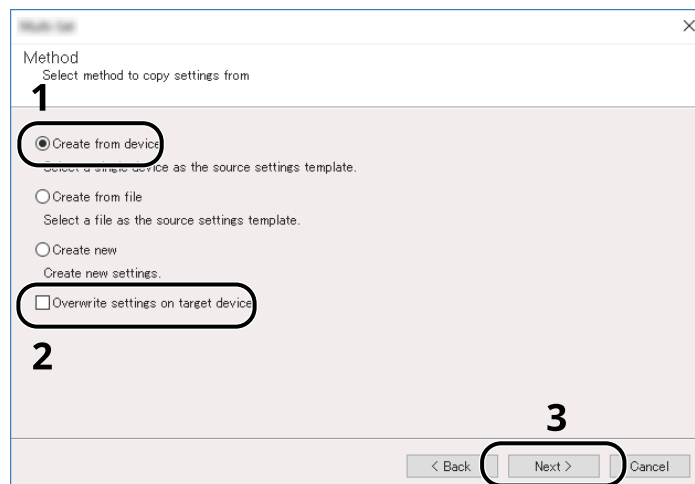 Method
Select method to copy settings from
1
Create from device
Select a single device as the source settings template.
Create from file
Select a file as the source settings template.
Create new
Create new settings.
Overwrite settings on target device
2
3
< Back Next > Cancel